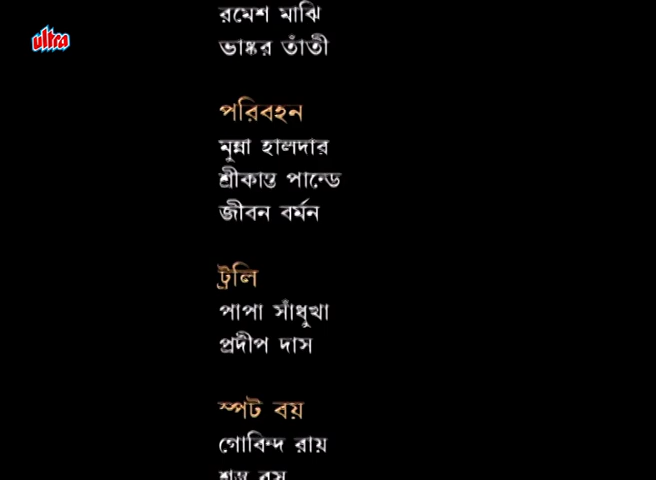 ultra
রমেশ মাঝি
ভাস্কর তাঁতী
পরিবহন
মুন্না হালদার
শ্রীকান্ত পান্ডে
জীবন বর্মন
ট্রলি
পাপা সাঁধুখা
প্রদীপ দাস
স্পট বয়
গোবিন্দ রায়